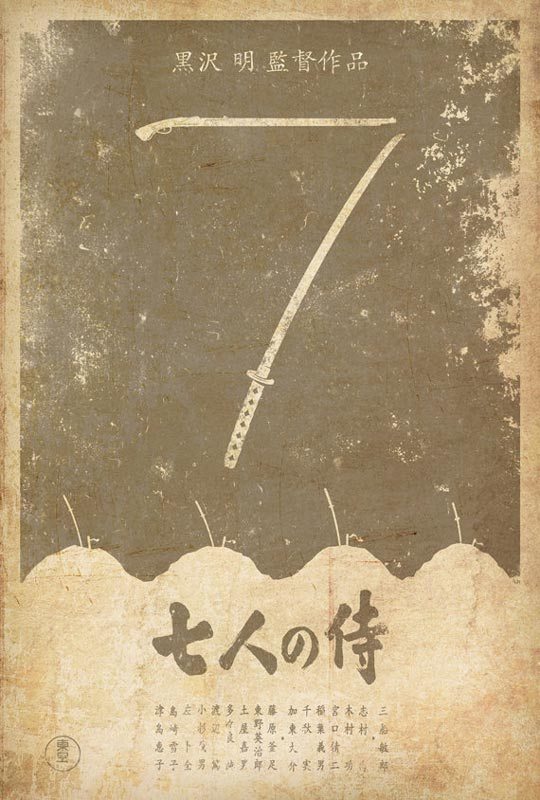 黒沢 明 監督作品
七人の侍
三船敏郎
志村
木村 功
宮口精二
稲葉義男
千秋 実
加東大介
藤原釜足
東野英治郎
土屋嘉男
多々良
渡辺 篤
小杉義男
左 卜全
島崎雪子
津島恵子
東宝